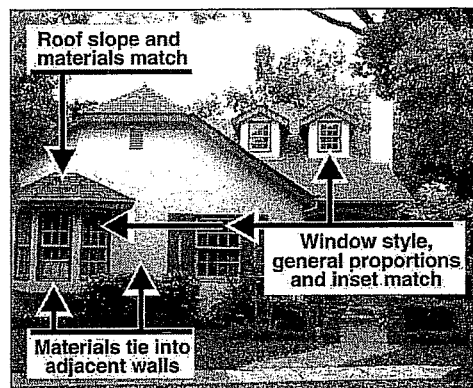 Roof slope and
materials match
Window style,
general proportions
and inset match
Materials tie into
adjacent walls